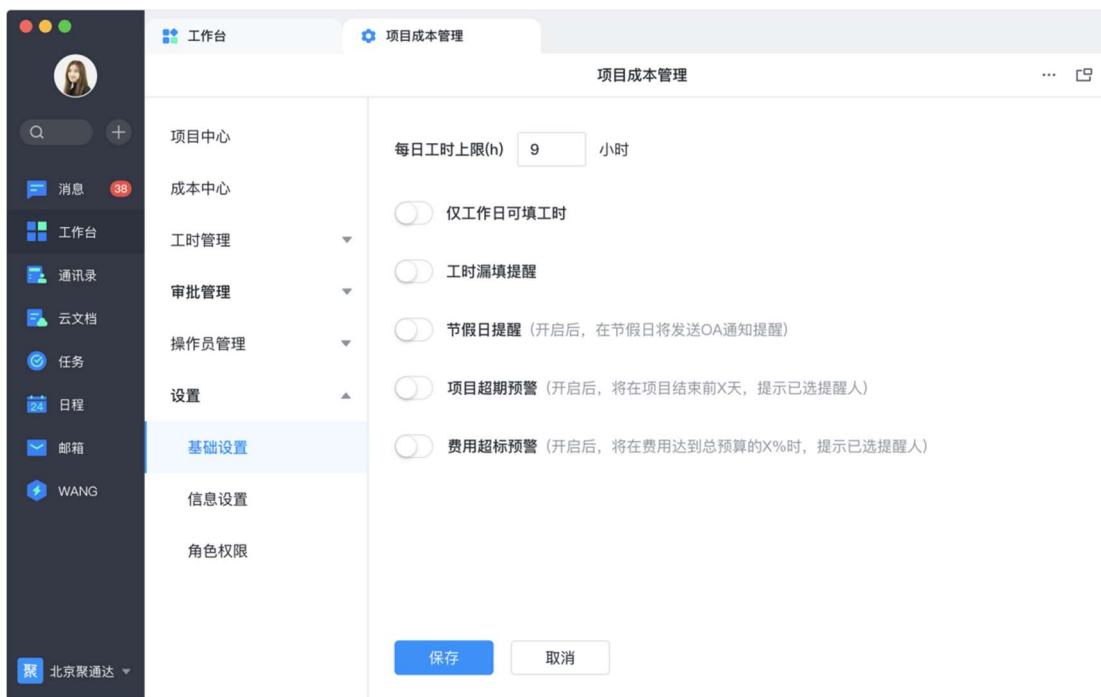 工作台
项目成本管理
项目成本管理
消息 38
工作台
通讯录
云文档
任务
24 日程
邮箱
WANG
聚 北京聚通达
项目中心
成本中心
工时管理
审批管理
操作员管理
设置
基础设置
信息设置
角色权限
每日工时上限(h) 9 小时
仅工作日可填工时
工时漏填提醒
节假日提醒（开启后，在节假日将发送OA通知提醒）
项目超期预警（开启后，将在项目结束前X天，提示已选提醒人）
费用超标预警（开启后，将在费用达到总预算的X%时，提示已选提醒人）
保存 取消